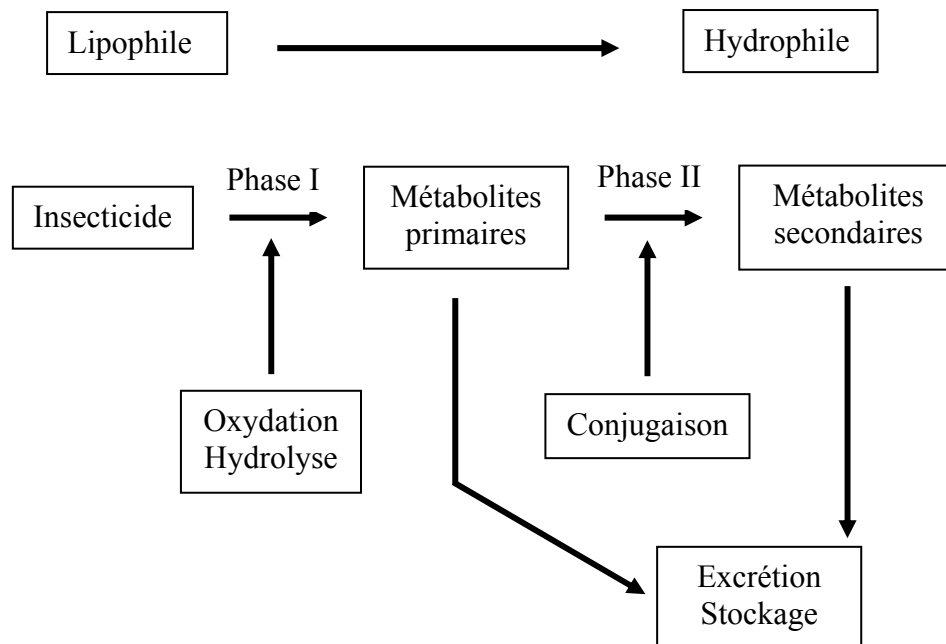 Lipophile
Hydrophile
Phase I
Phase II
Insecticide
Métabolites
primaires
Métabolites
secondaires
Oxydation
Hydrolyse
Conjugaison
Excrétion
Stockage